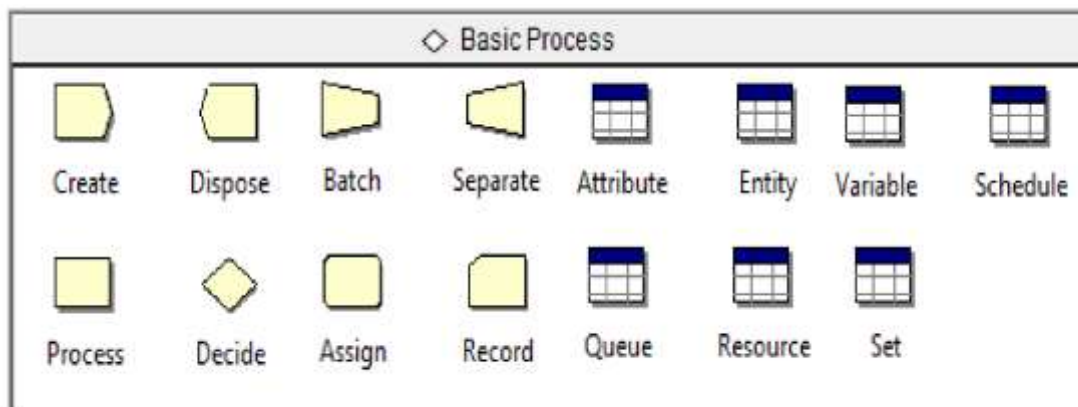 Basic Process
Create Dispose Batch Separate Attribute Entity Variable Schedule
Process Decide Assign Record Queue Resource Set